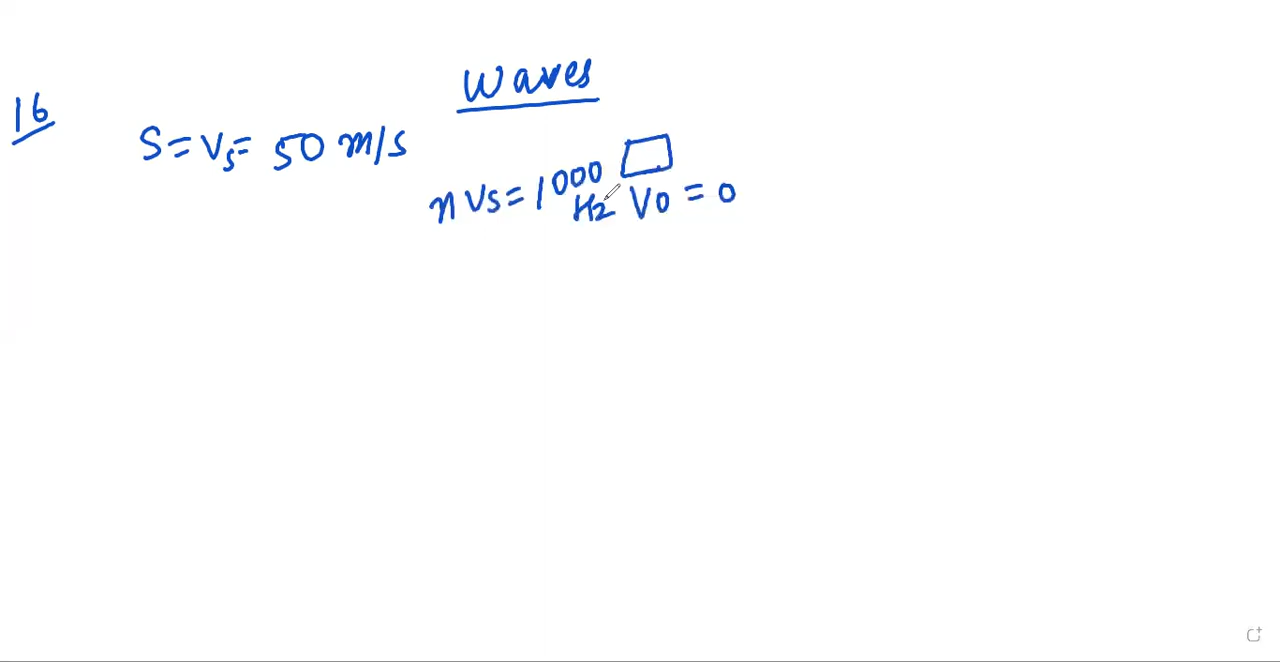 Waves
16
S = Vs = 50 m/s
n Vs = 1000
Hz Vo = 0